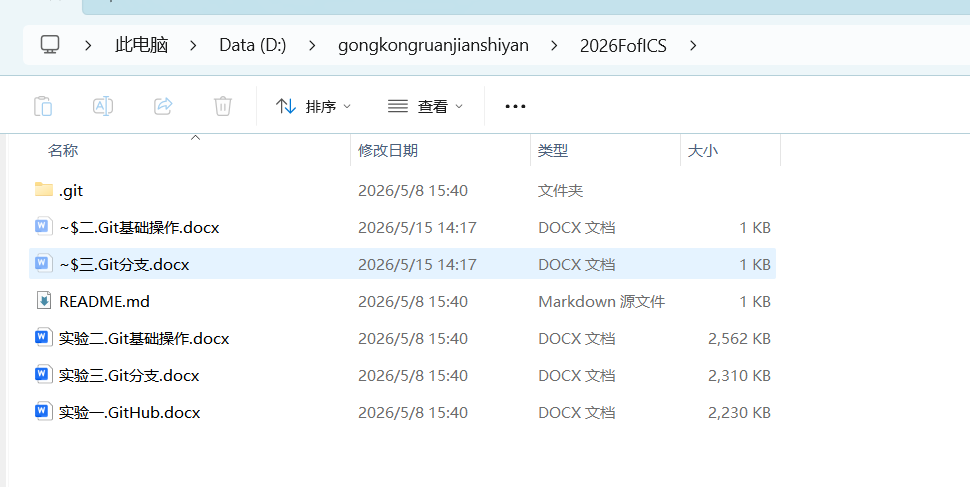 此电脑 > Data (D:) > gongkongruanjianshiyan > 2026FofICS >
排序 查看 •••
名称 修改日期 类型 大小
.git 2026/5/8 15:40 文件夹
~$二.Git基础操作.docx 2026/5/15 14:17 DOCX 文档 1 KB
~$三.Git分支.docx 2026/5/15 14:17 DOCX 文档 1 KB
README.md 2026/5/8 15:40 Markdown 源文件 1 KB
实验二.Git基础操作.docx 2026/5/8 15:40 DOCX 文档 2,562 KB
实验三.Git分支.docx 2026/5/8 15:40 DOCX 文档 2,310 KB
实验一.GitHub.docx 2026/5/8 15:40 DOCX 文档 2,230 KB